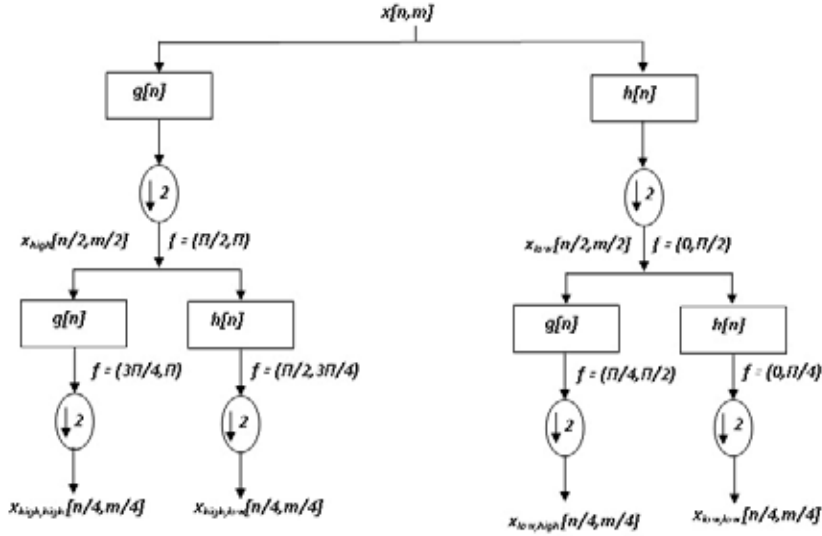 x[n,m]
g[n] h[n]
↓ 2 ↓ 2
x_high[n/2,m/2] f = (Π/2,Π) x_low[n/2,m/2] f = (0,Π/2)
g[n] h[n] g[n] h[n]
f = (3Π/4,Π) f = (Π/2,3Π/4) f = (Π/4,Π/2) f = (0,Π/4)
↓ 2 ↓ 2 ↓ 2 ↓ 2
x_high,high[n/4,m/4] x_high,low[n/4,m/4] x_low,high[n/4,m/4] x_low,low[n/4,m/4]